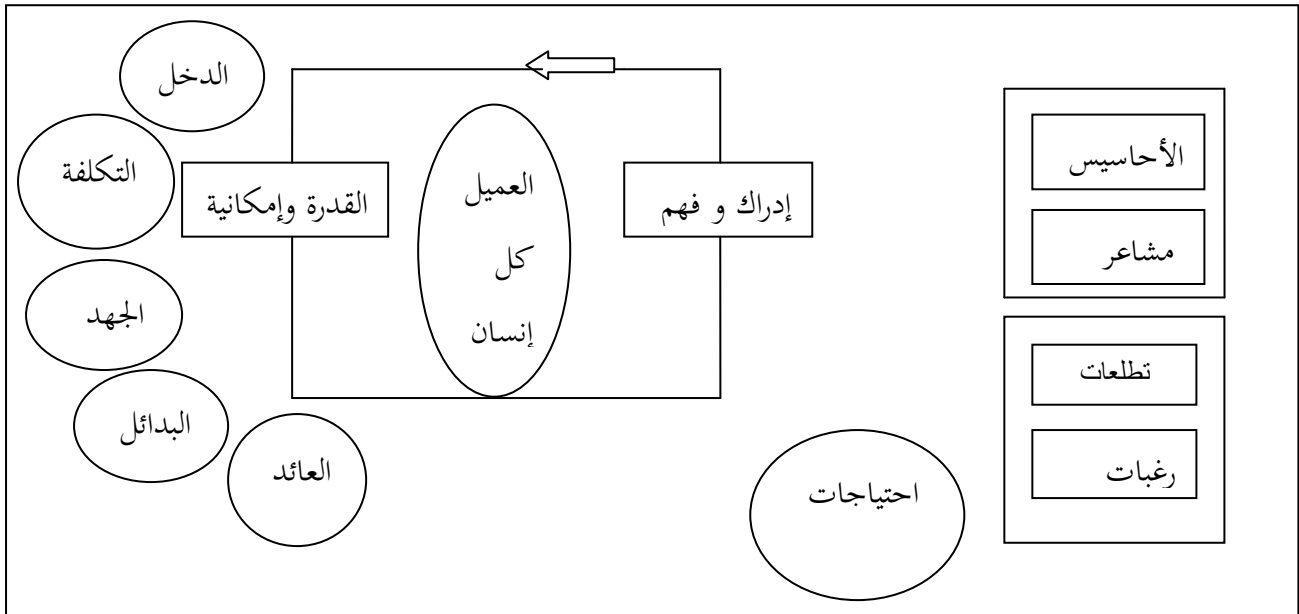 الأحاسيس
مشاعر
تطلعات
رغبات
احتياجات
إدراك و فهم
العميل
كل
إنسان
القدرة وإمكانية
الدخل
التكلفة
الجهد
البدائل
العائد